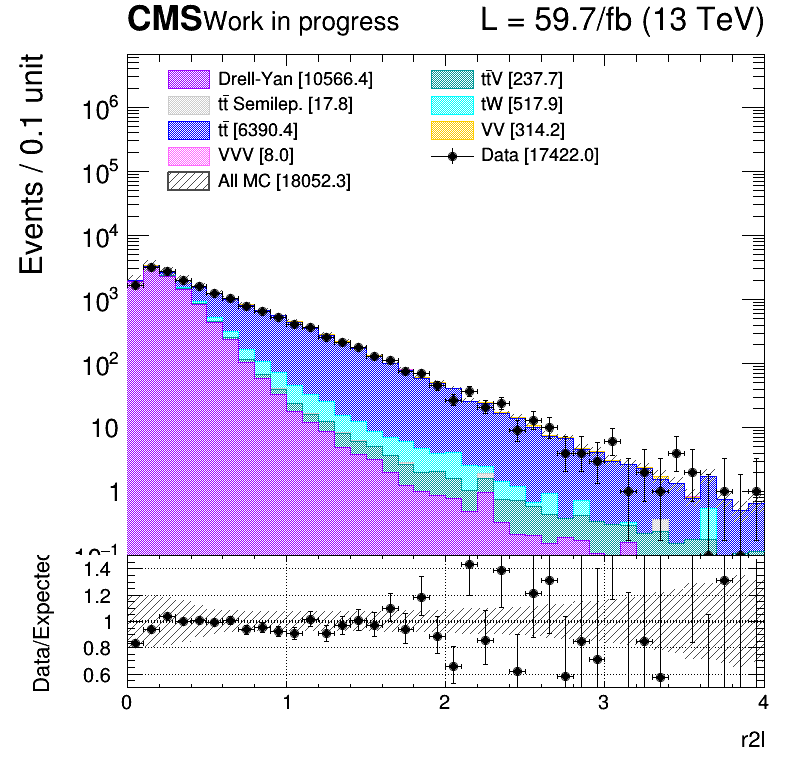 CMS Work in progress L = 59.7/fb (13 TeV)
Events / 0.1 unit
Drell-Yan [10566.4]
tt̄ Semilep. [17.8]
tt̄ [6390.4]
VVV [8.0]
All MC [18052.3]
tt̄V [237.7]
tW [517.9]
VV [314.2]
Data [17422.0]
10⁶
10⁵
10⁴
10³
10²
10
1
10⁻¹
Data/Expected
1.4
1.2
1
0.8
0.6
0 1 2 3 4
r2l